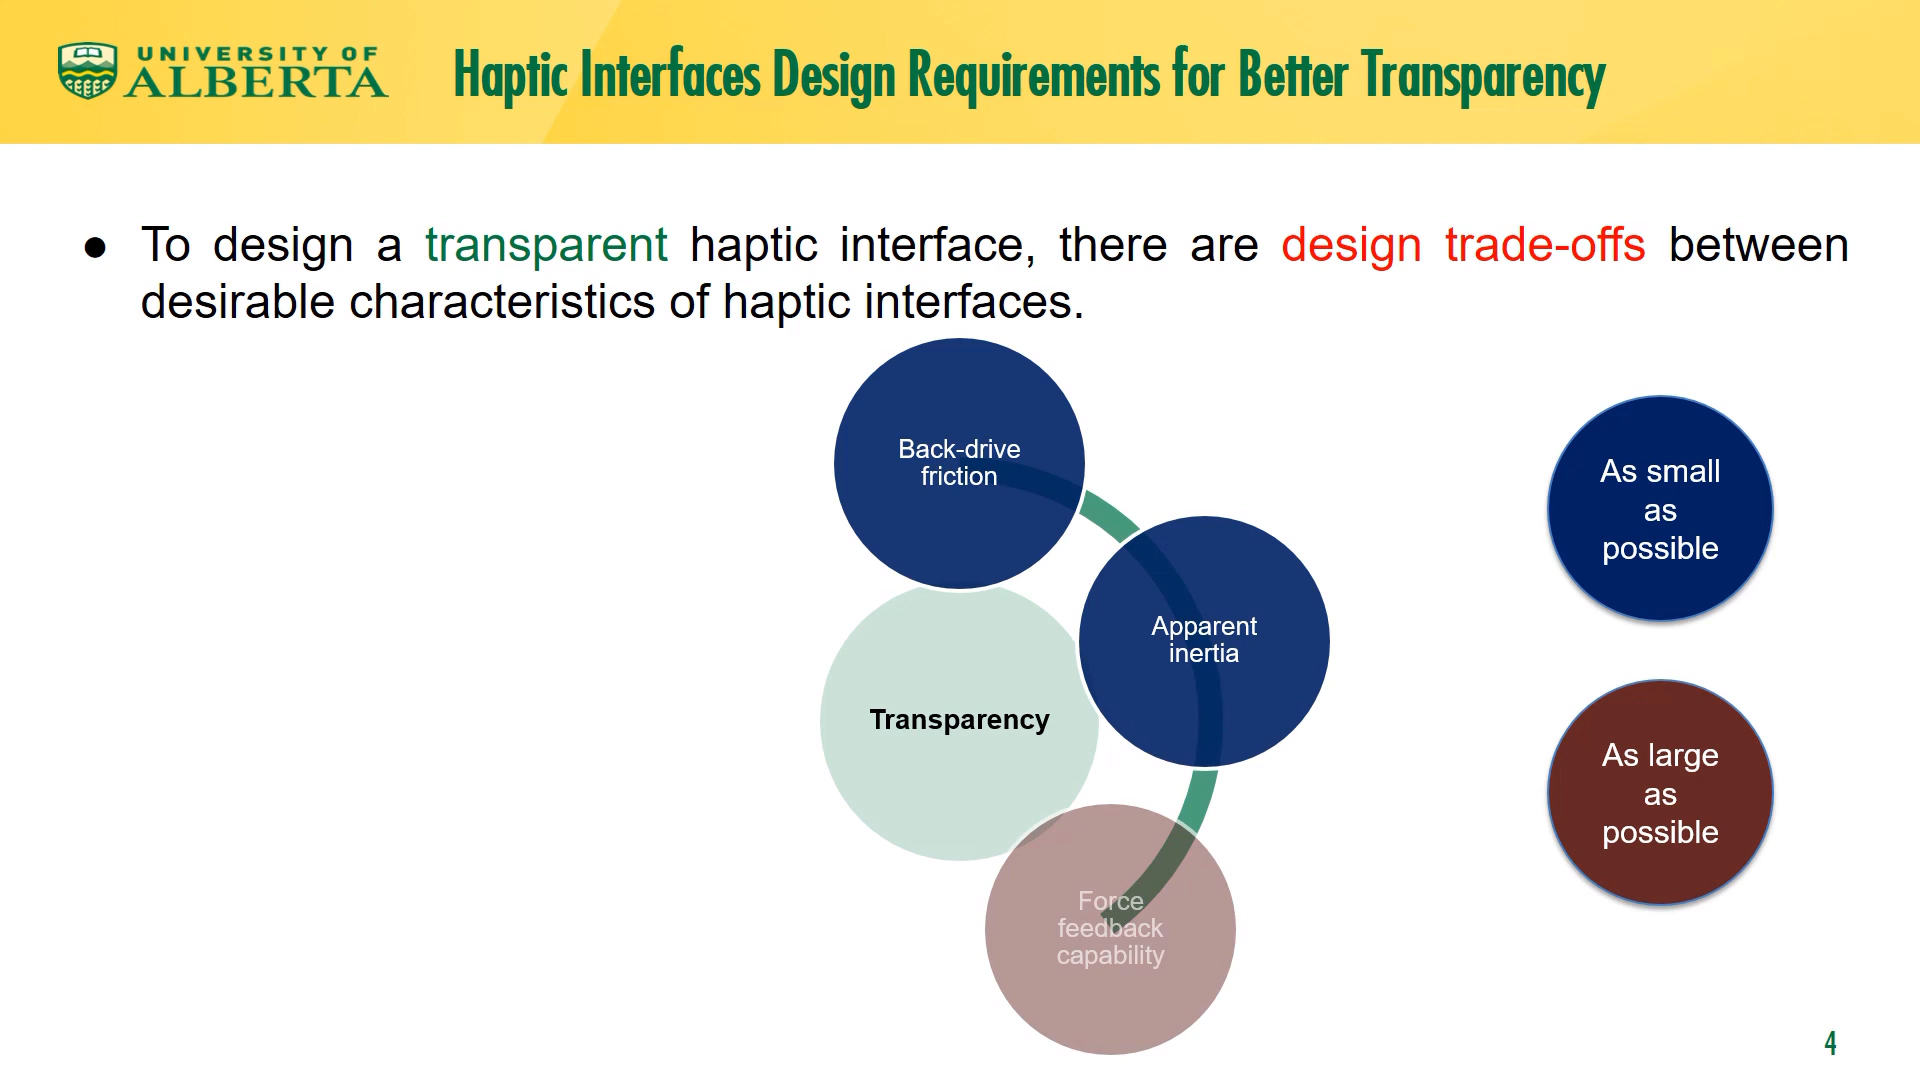 UNIVERSITY OF
ALBERTA
Haptic Interfaces Design Requirements for Better Transparency
● To design a transparent haptic interface, there are design trade-offs between
desirable characteristics of haptic interfaces.
Back-drive
friction
Apparent
inertia
Transparency
Force
feedback
capability
As small
as
possible
As large
as
possible
4